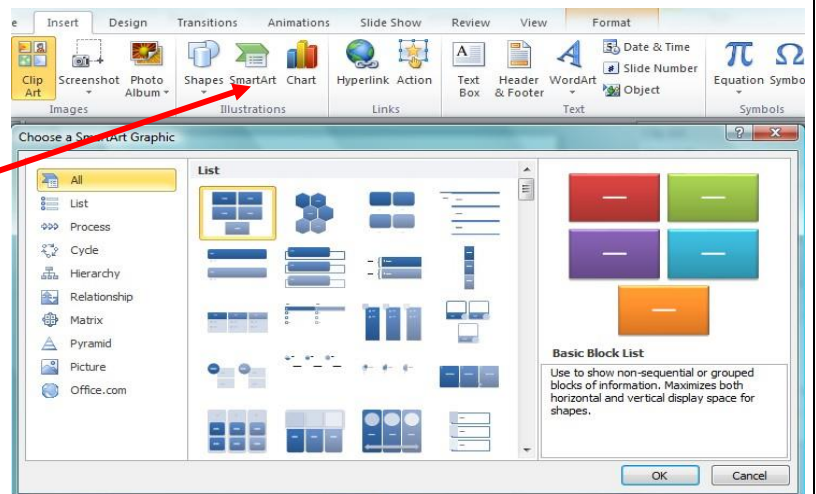 e Insert Design Transitions Animations Slide Show Review View Format
Clip Art Screenshot Photo Album Shapes SmartArt Chart Hyperlink Action Text Box Header & Footer WordArt Date & Time Slide Number Object Equation Symbo
Images Illustrations Links Text Symbols
Choose a SmartArt Graphic
All
List
Process
Cycle
Hierarchy
Relationship
Matrix
Pyramid
Picture
Office.com
List
Basic Block List
Use to show non-sequential or grouped
blocks of information. Maximizes both
horizontal and vertical display space for
shapes.
OK Cancel